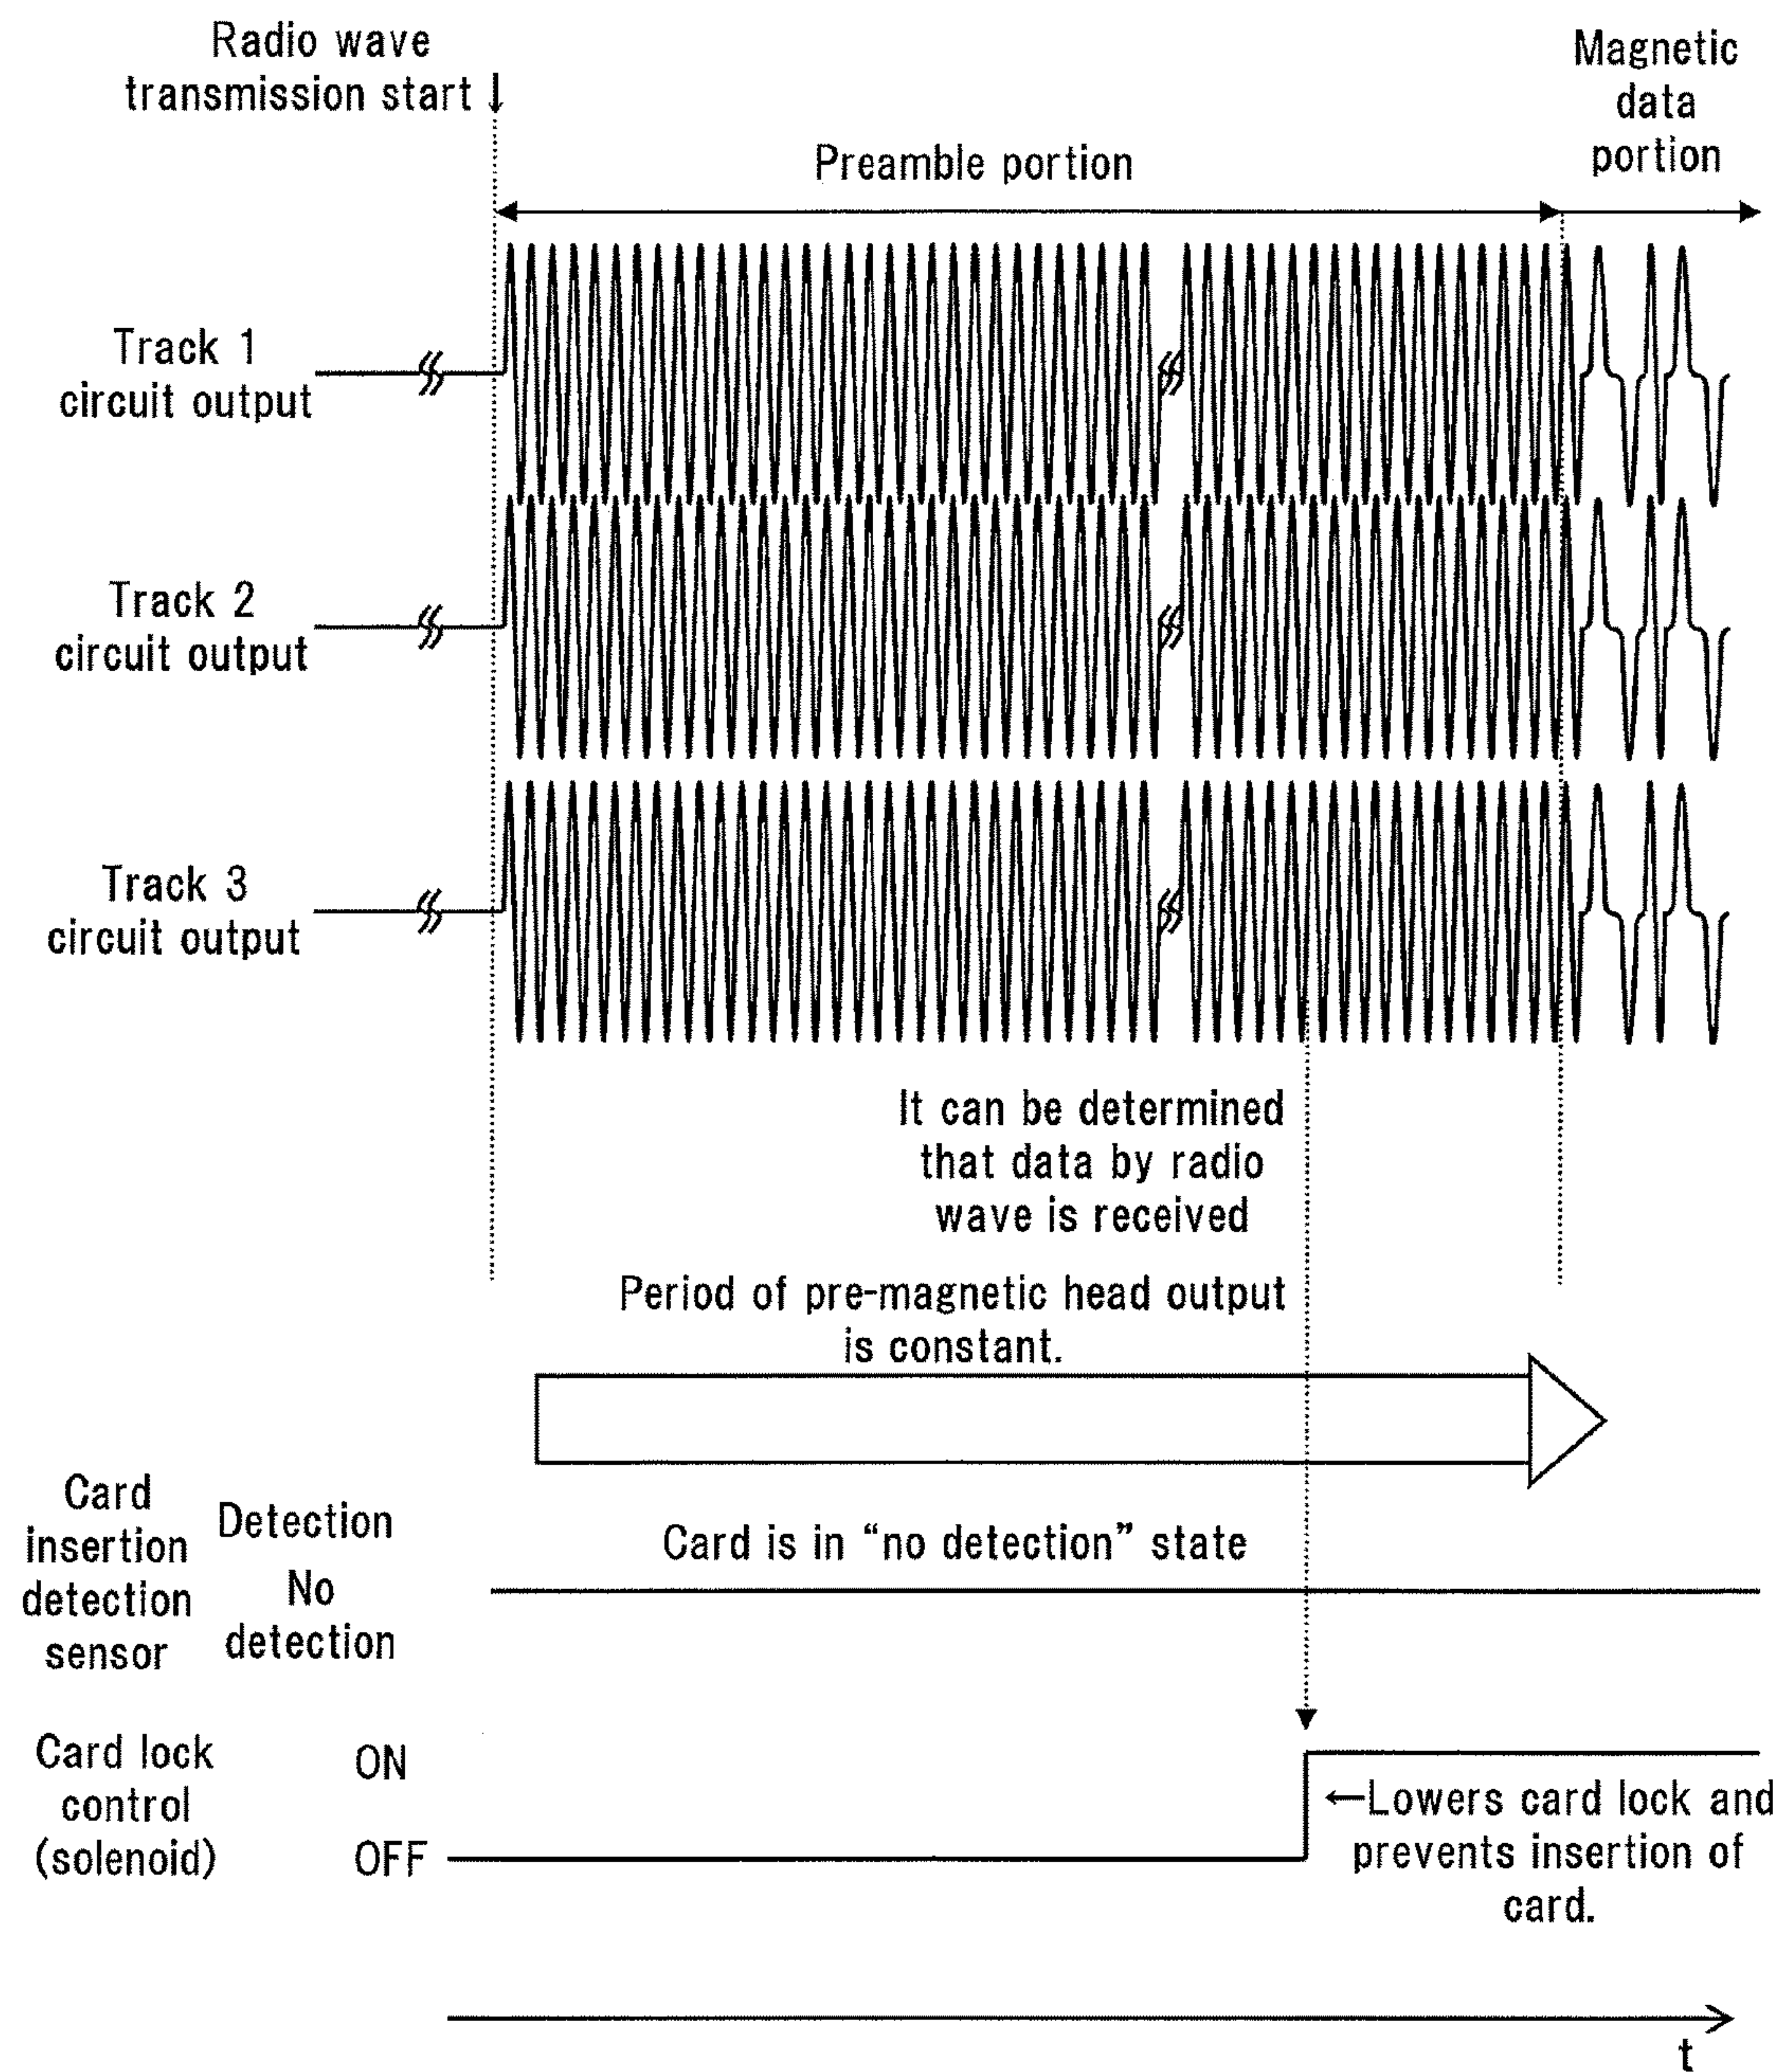 Radio wave
transmission start
Magnetic
data
portion
Preamble portion
Track 1
circuit output
Track 2
circuit output
Track 3
circuit output
It can be determined
that data by radio
wave is received
Period of pre-magnetic head output
is constant.
Card
insertion
detection
sensor
Detection
No
detection
Card is in “no detection” state
Card lock
control
(solenoid)
ON
OFF
←Lowers card lock and
prevents insertion of
card.
t